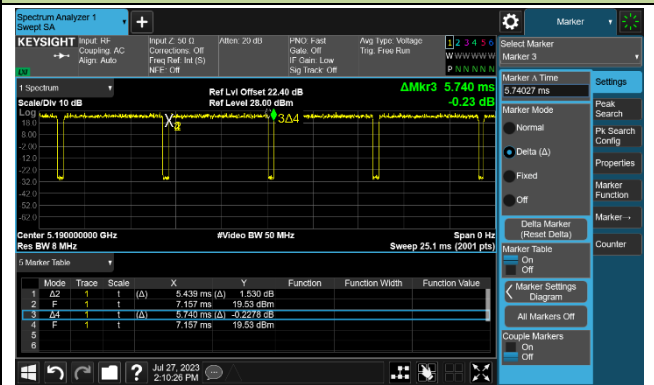 Spectrum Analyzer 1
Swept SA
Marker
KEYSIGHT
Input: RF
Coupling: AC
Align: Auto
Input Z: 50 Ω
Corrections: Off
Freq Ref: Int (S)
NFE: Off
Atten: 20 dB
PNO: Fast
Gate: Off
IF Gain: Low
Sig Track: Off
Avg Type: Voltage
Trig: Free Run
1 2 3 4 5 6
W W W W W W
P N N N N N
LV
Select Marker
Marker 3
1 Spectrum
Scale/Div 10 dB
Ref Lvl Offset 22.40 dB
Ref Level 28.00 dBm
ΔMkr3 5.740 ms
-0.23 dB
Log
18.0
8.00
-2.00
-12.0
-22.0
-32.0
-42.0
-52.0
-62.0
3Δ4
Center 5.190000000 GHz
Res BW 8 MHz
#Video BW 50 MHz
Span 0 Hz
Sweep 25.1 ms (2001 pts)
5 Marker Table
Mode Trace Scale X Y Function Function Width Function Value
1 Δ2 1 t (Δ) 5.439 ms (Δ) 1.530 dB
2 F 1 t 7.157 ms 19.53 dBm
3 Δ4 1 t (Δ) 5.740 ms (Δ) -0.2278 dB
4 F 1 t 7.157 ms 19.53 dBm
5
6
Marker Δ Time
5.74027 ms
Marker Mode
Normal
Delta (Δ)
Fixed
Off
Delta Marker
(Reset Delta)
Marker Table
On
Off
Marker Settings
Diagram
All Markers Off
Couple Markers
On
Off
Settings
Peak
Search
Pk Search
Config
Properties
Marker
Function
Marker→
Counter
?
Jul 27, 2023
2:10:26 PM